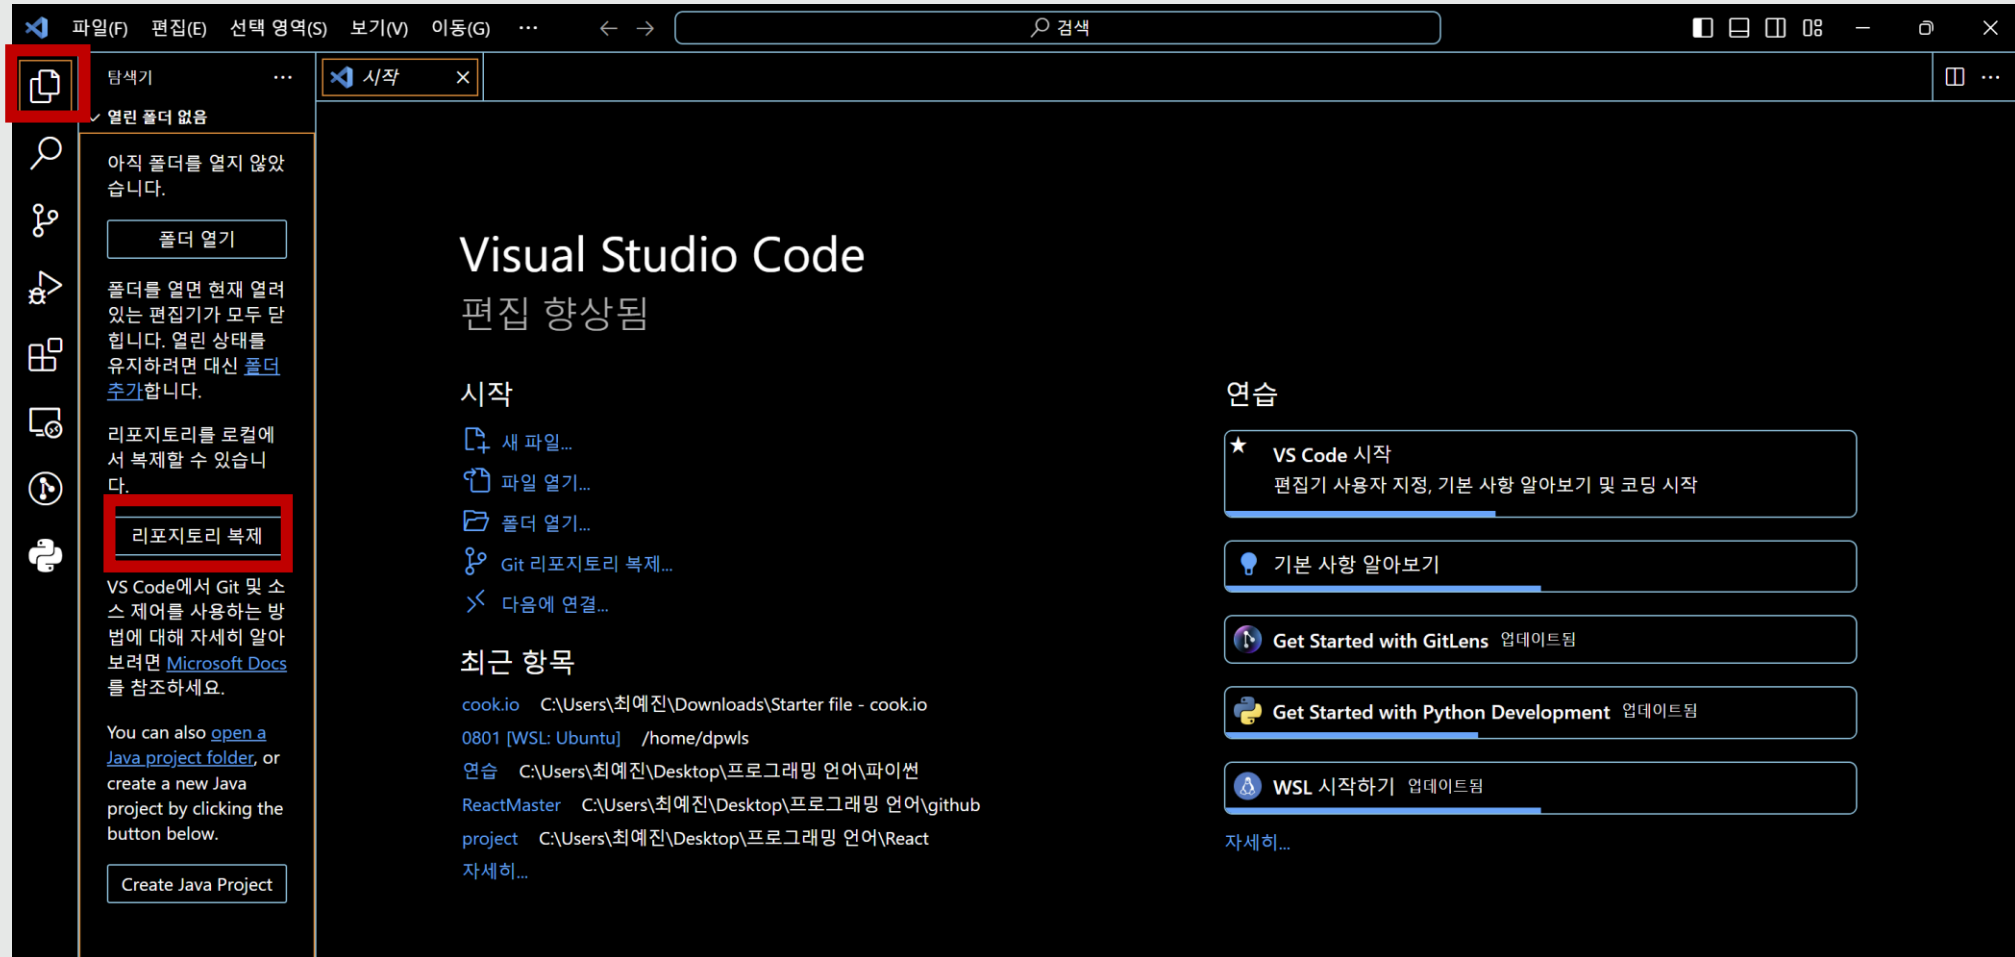 파일(F) 편집(E) 선택 영역(S) 보기(V) 이동(G) ···
검색
탐색기 ···
시작
열린 폴더 없음
아직 폴더를 열지 않았
습니다.
폴더 열기
폴더를 열면 현재 열려
있는 편집기가 모두 닫
힙니다. 열린 상태를
유지하려면 대신 폴더
추가합니다.
리포지토리를 로컬에
서 복제할 수 있습니
다.
리포지토리 복제
VS Code에서 Git 및 소
스 제어를 사용하는 방
법에 대해 자세히 알아
보려면 Microsoft Docs
를 참조하세요.
You can also open a
Java project folder, or
create a new Java
project by clicking the
button below.
Create Java Project
Visual Studio Code
편집 향상됨
시작
새 파일...
파일 열기...
폴더 열기...
Git 리포지토리 복제...
다음에 연결...
최근 항목
cook.io C:\Users\최예진\Downloads\Starter file - cook.io
0801 [WSL: Ubuntu] /home/dpwls
연습 C:\Users\최예진\Desktop\프로그래밍 언어\파이썬
ReactMaster C:\Users\최예진\Desktop\프로그래밍 언어\github
project C:\Users\최예진\Desktop\프로그래밍 언어\React
자세히...
연습
VS Code 시작
편집기 사용자 지정, 기본 사항 알아보기 및 코딩 시작
기본 사항 알아보기
Get Started with GitLens 업데이트됨
Get Started with Python Development 업데이트됨
WSL 시작하기 업데이트됨
자세히...